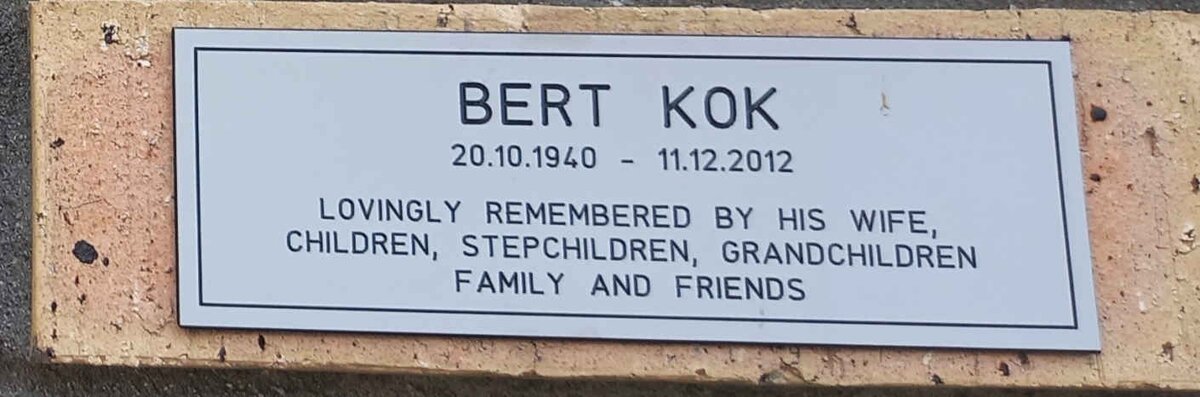 BERT KOK
20.10.1940 - 11.12.2012
LOVINGLY REMEMBERED BY HIS WIFE,
CHILDREN, STEPCHILDREN, GRANDCHILDREN
FAMILY AND FRIENDS